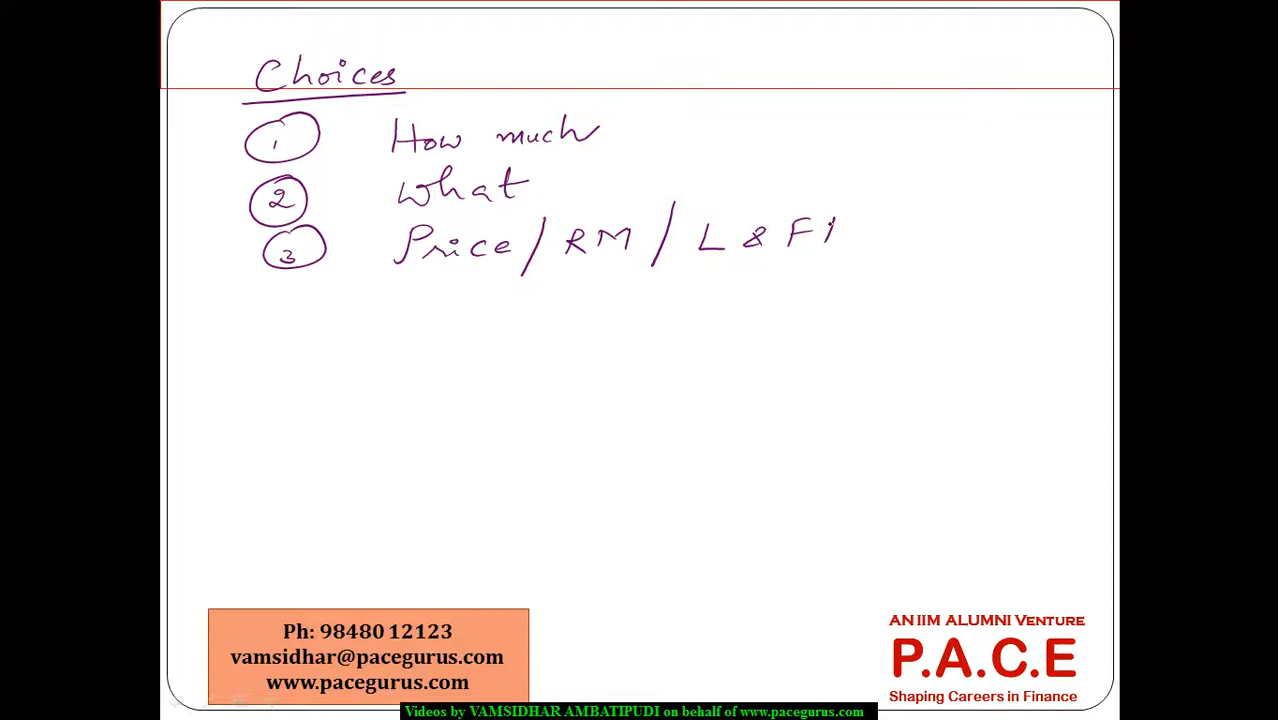 Choices
1 How much
2 What
3 Price / RM / L & F
Ph: 98480 12123
vamsidhar@pacegurus.com
www.pacegurus.com
AN IIM ALUMNI VENTURE
P.A.C.E
Shaping Careers in Finance
Videos by VAMSIDHAR AMBATIPUDI on behalf of www.pacegurus.com